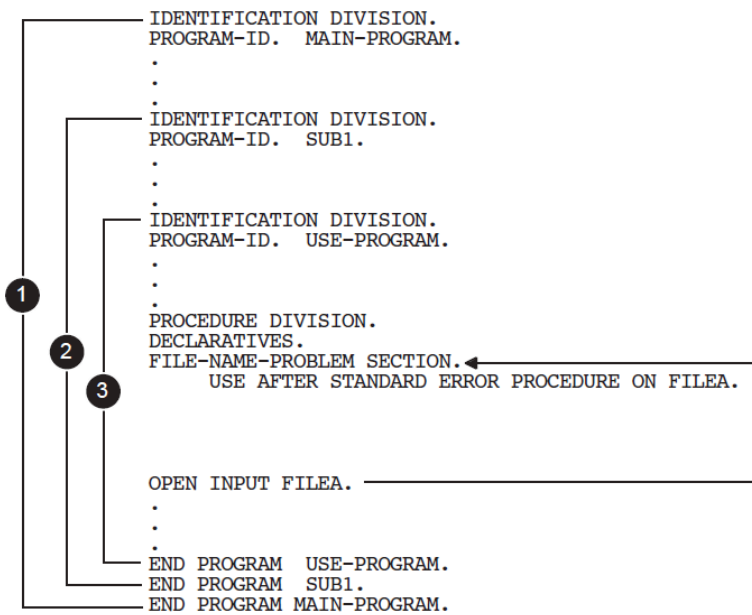 IDENTIFICATION DIVISION.
PROGRAM-ID. MAIN-PROGRAM.
.
.
.
IDENTIFICATION DIVISION.
PROGRAM-ID. SUB1.
.
.
.
IDENTIFICATION DIVISION.
PROGRAM-ID. USE-PROGRAM.
.
.
.
1
PROCEDURE DIVISION.
DECLARATIVES.
2
FILE-NAME-PROBLEM SECTION.
USE AFTER STANDARD ERROR PROCEDURE ON FILEA.
3
OPEN INPUT FILEA.
.
.
.
END PROGRAM USE-PROGRAM.
END PROGRAM SUB1.
END PROGRAM MAIN-PROGRAM.